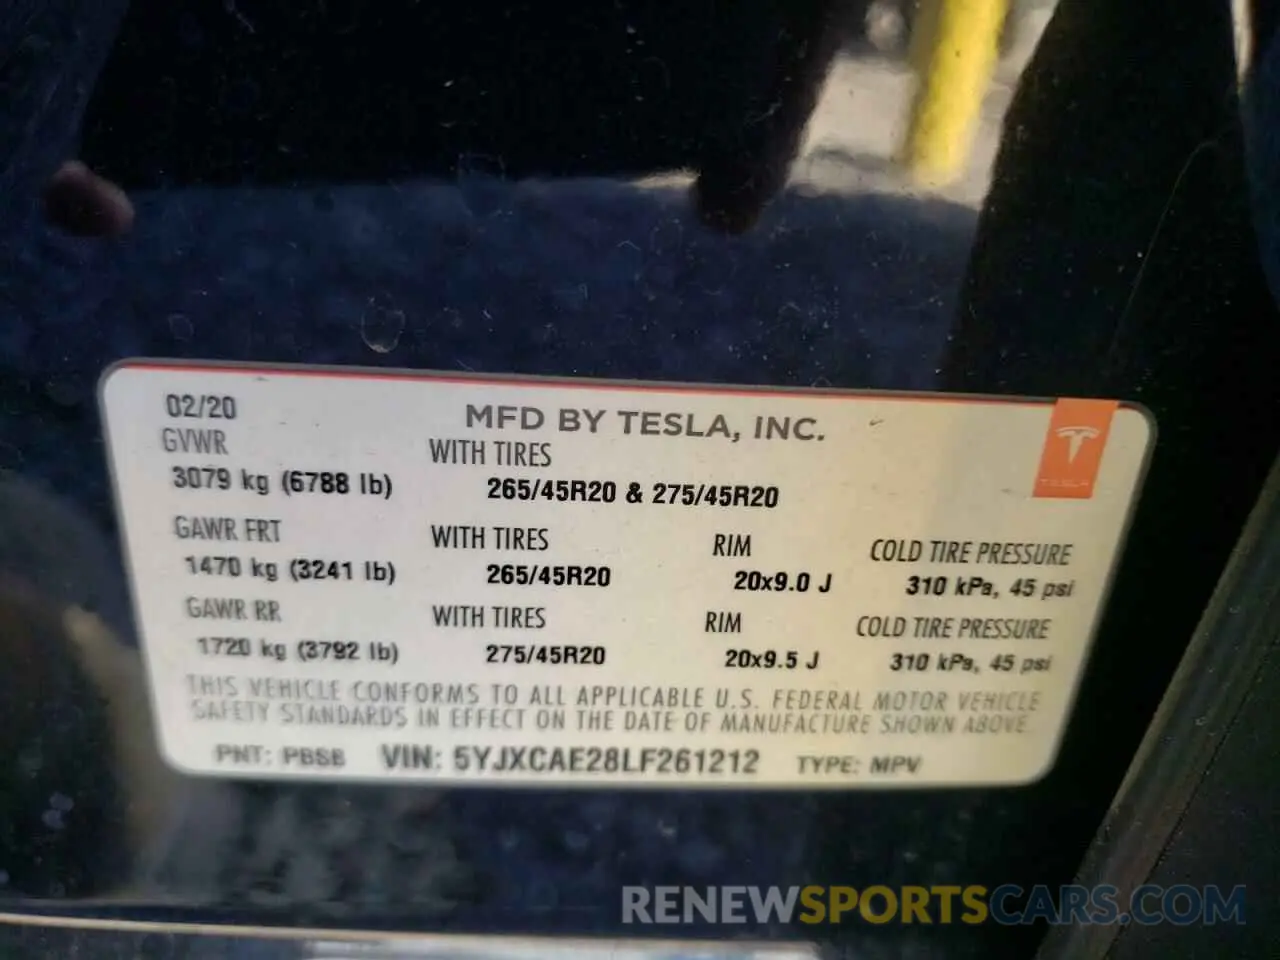 02/20
MFD BY TESLA, INC.
GVWR WITH TIRES
3079 kg (6788 lb) 265/45R20 & 275/45R20
TESLA
GAWR FRT WITH TIRES RIM COLD TIRE PRESSURE
1470 kg (3241 lb) 265/45R20 20x9.0 J 310 kPa, 45 psi
GAWR RR WITH TIRES RIM COLD TIRE PRESSURE
1720 kg (3792 lb) 275/45R20 20x9.5 J 310 kPa, 45 psi
THIS VEHICLE CONFORMS TO ALL APPLICABLE U.S. FEDERAL MOTOR VEHICLE
SAFETY STANDARDS IN EFFECT ON THE DATE OF MANUFACTURE SHOWN ABOVE.
PNT: PBSB VIN: 5YJXCAE28LF261212 TYPE: MPV
RENEWSPORTSCARS.COM